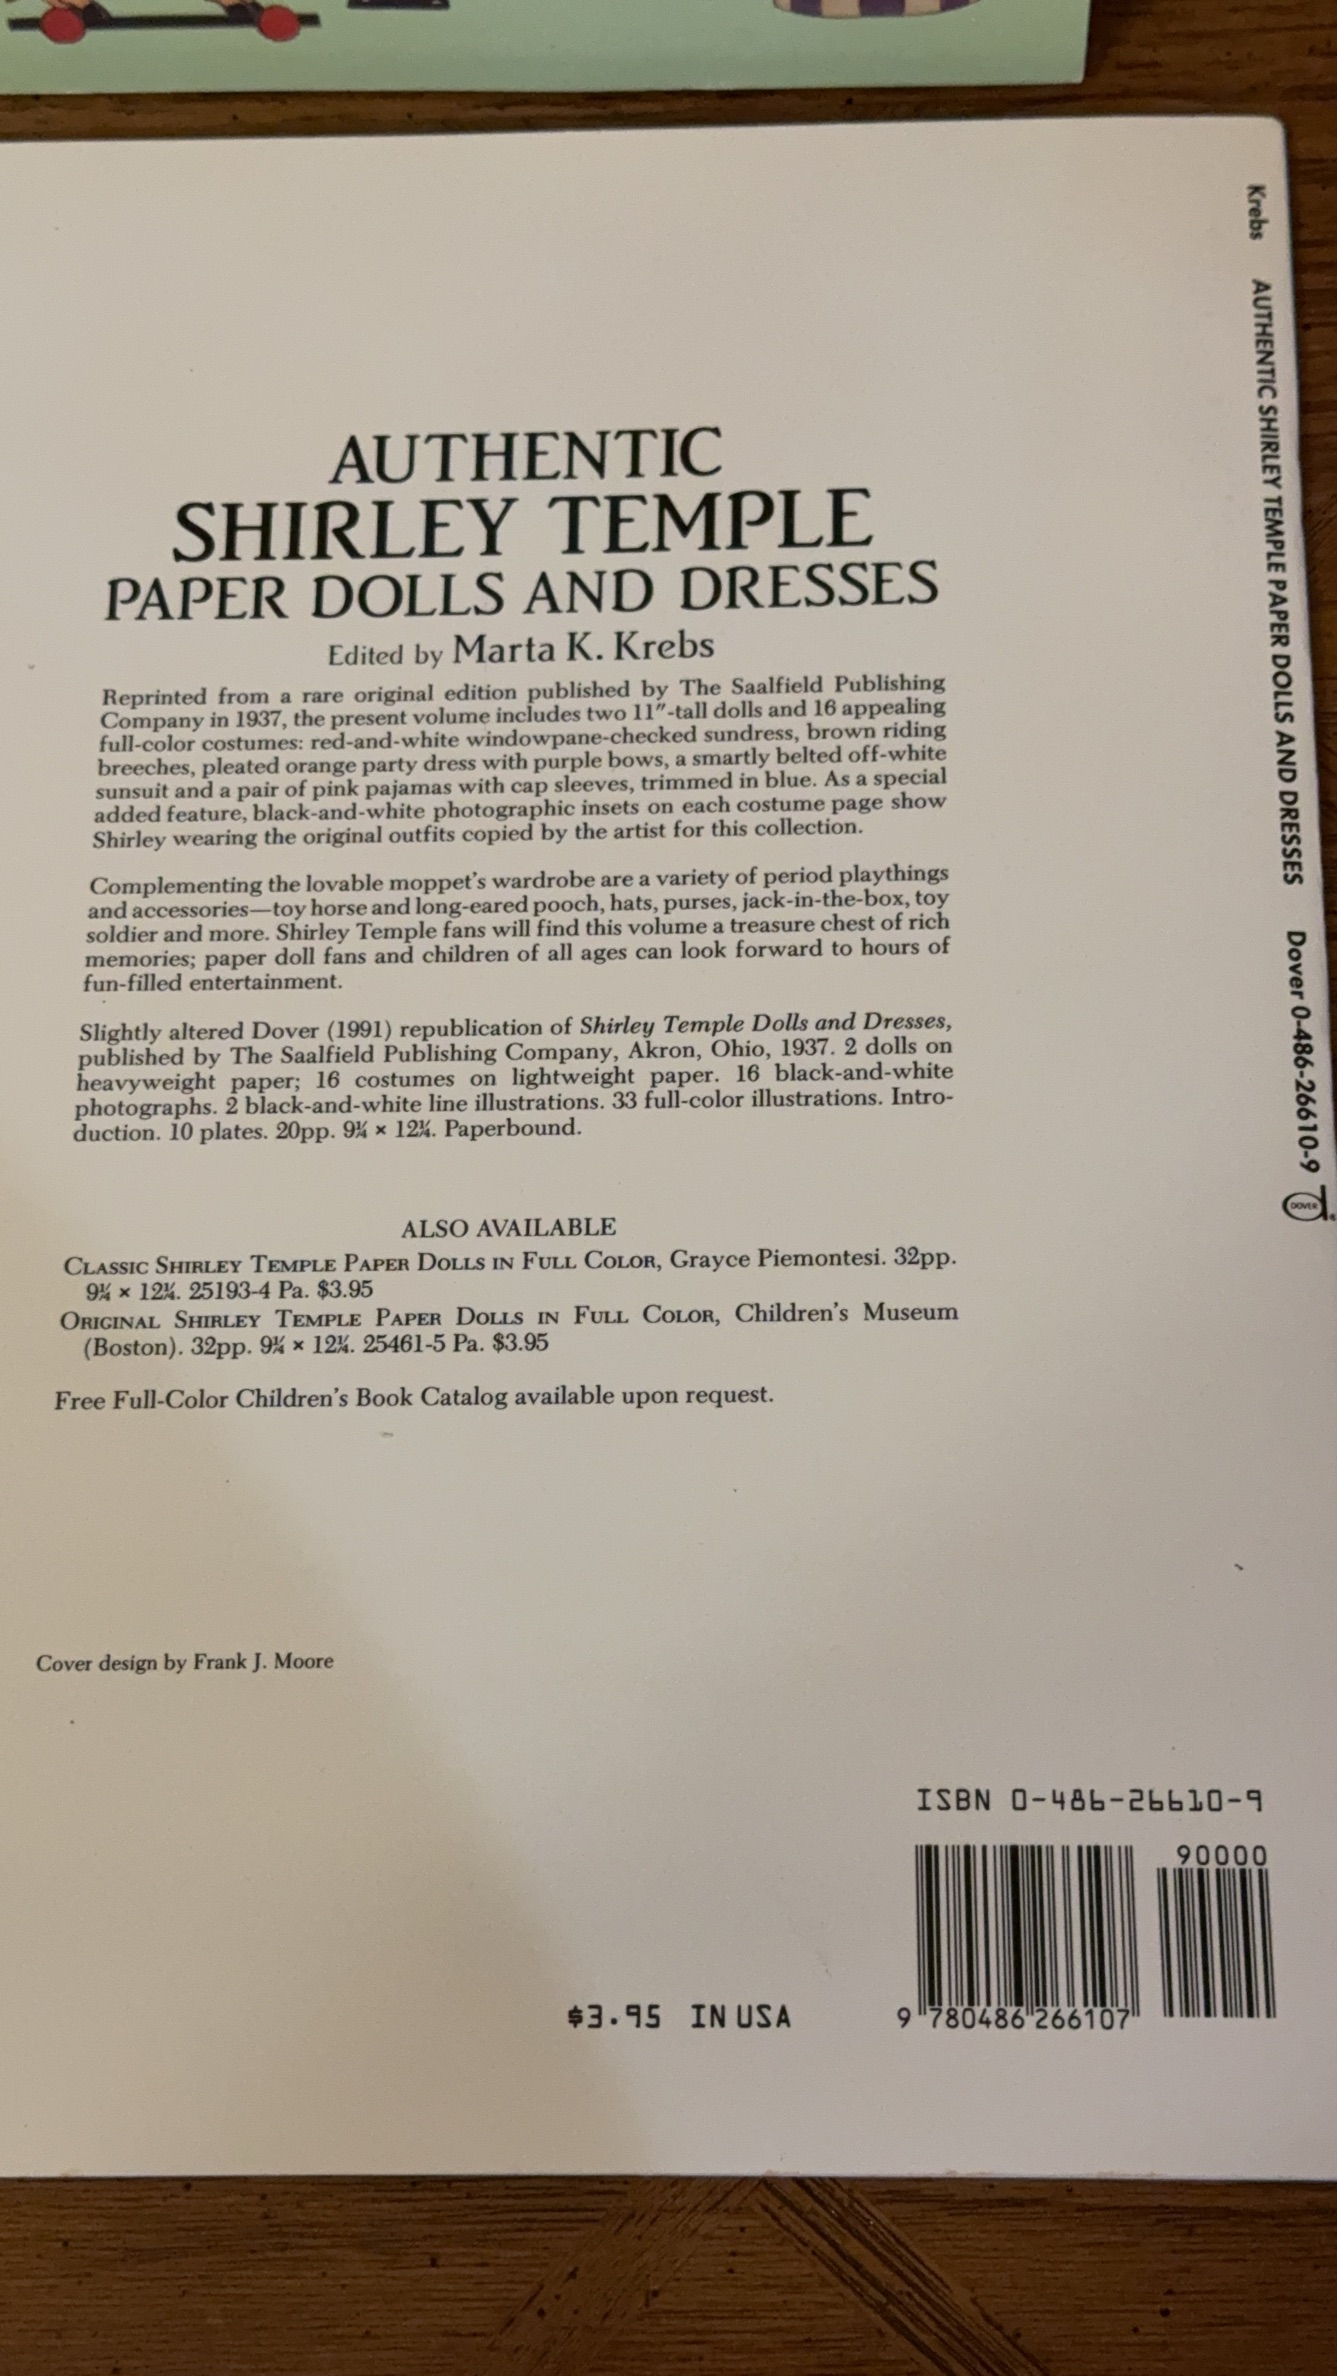 AUTHENTIC
SHIRLEY TEMPLE
PAPER DOLLS AND DRESSES
Edited by Marta K. Krebs
Reprinted from a rare original edition published by The Saalfield Publishing
Company in 1937, the present volume includes two 11″-tall dolls and 16 appealing
full-color costumes: red-and-white windowpane-checked sundress, brown riding
breeches, pleated orange party dress with purple bows, a smartly belted off-white
sunsuit and a pair of pink pajamas with cap sleeves, trimmed in blue. As a special
added feature, black-and-white photographic insets on each costume page show
Shirley wearing the original outfits copied by the artist for this collection.
Complementing the lovable moppet's wardrobe are a variety of period playthings
and accessories—toy horse and long-eared pooch, hats, purses, jack-in-the-box, toy
soldier and more. Shirley Temple fans will find this volume a treasure chest of rich
memories; paper doll fans and children of all ages can look forward to hours of
fun-filled entertainment.
Slightly altered Dover (1991) republication of Shirley Temple Dolls and Dresses,
published by The Saalfield Publishing Company, Akron, Ohio, 1937. 2 dolls on
heavyweight paper; 16 costumes on lightweight paper. 16 black-and-white
photographs. 2 black-and-white line illustrations. 33 full-color illustrations. Intro-
duction. 10 plates. 20pp. 9¼ × 12¼. Paperbound.
ALSO AVAILABLE
CLASSIC SHIRLEY TEMPLE PAPER DOLLS IN FULL COLOR, Grayce Piemontesi. 32pp.
9¼ × 12¼. 25193-4 Pa. $3.95
ORIGINAL SHIRLEY TEMPLE PAPER DOLLS IN FULL COLOR, Children's Museum
(Boston). 32pp. 9¼ × 12¼. 25461-5 Pa. $3.95
Free Full-Color Children's Book Catalog available upon request.
Cover design by Frank J. Moore
ISBN 0-486-26610-9
90000
9 780486 266107
$3.95 IN USA
Krebs AUTHENTIC SHIRLEY TEMPLE PAPER DOLLS AND DRESSES Dover 0-486-26610-9
DOVER